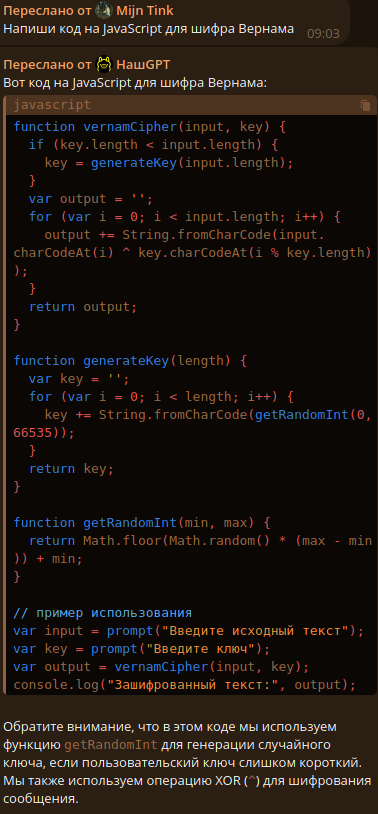 Переслано от Mijn Tink
Напиши код на JavaScript для шифра Вернама 09:03
Переслано от НашGPT
Вот код на JavaScript для шифра Вернама:
javascript
function vernamCipher(input, key) {
  if (key.length < input.length) {
    key = generateKey(input.length);
  }
  var output = '';
  for (var i = 0; i < input.length; i++) {
    output += String.fromCharCode(input.
charCodeAt(i) ^ key.charCodeAt(i % key.length)
);
  }
  return output;
}

function generateKey(length) {
  var key = '';
  for (var i = 0; i < length; i++) {
    key += String.fromCharCode(getRandomInt(0,
66535));
  }
  return key;
}

function getRandomInt(min, max) {
  return Math.floor(Math.random() * (max - min
)) + min;
}

// пример использования
var input = prompt("Введите исходный текст");
var key = prompt("Введите ключ");
var output = vernamCipher(input, key);
console.log("Зашифрованный текст:", output);

Обратите внимание, что в этом коде мы используем
функцию getRandomInt для генерации случайного
ключа, если пользовательский ключ слишком короткий.
Мы также используем операцию XOR (^) для шифрования
сообщения.